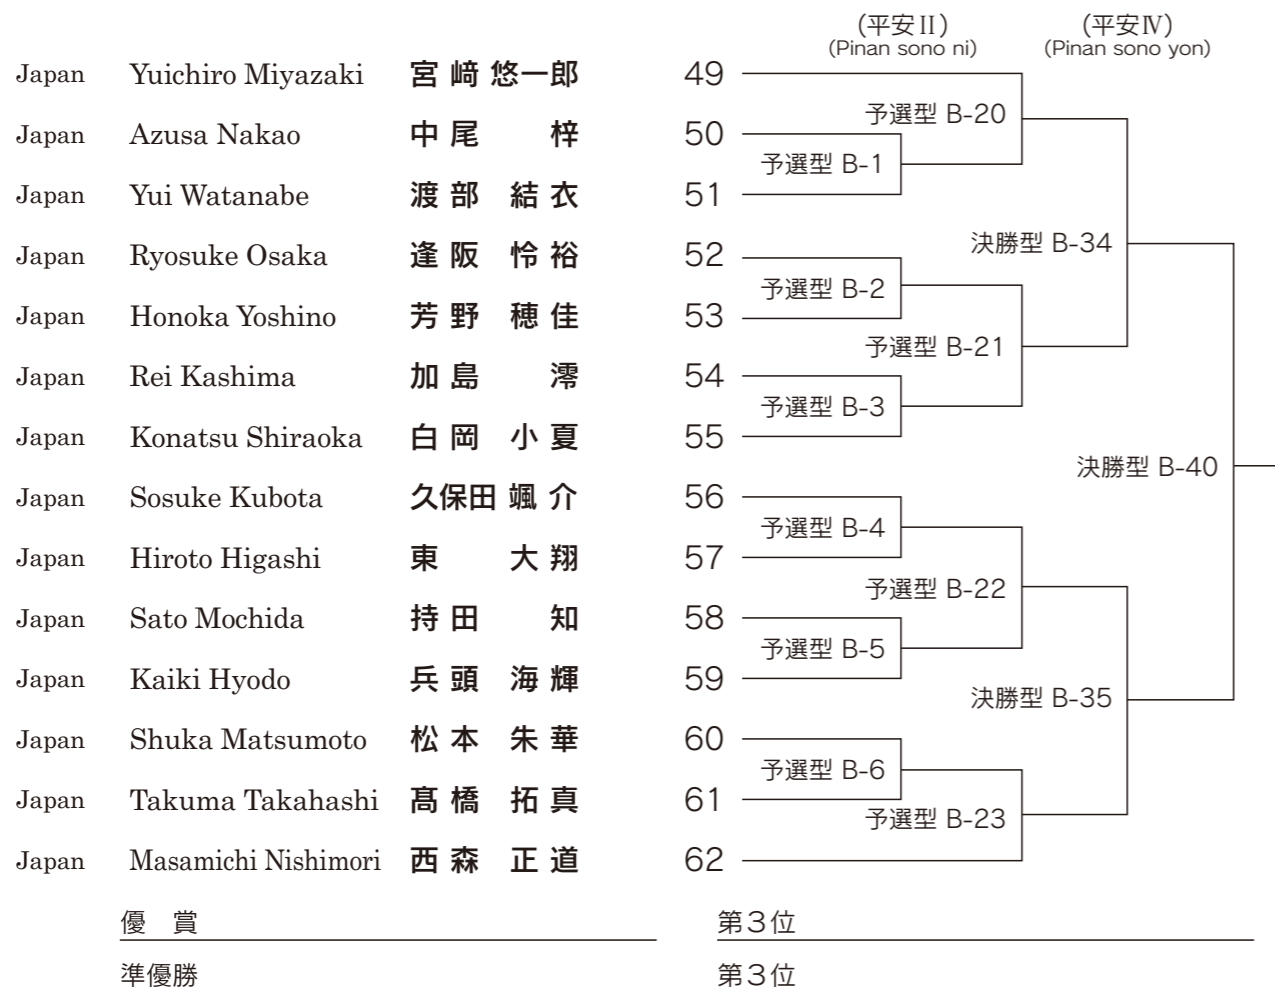 (平安II) (平安IV)
(Pinan sono ni) (Pinan sono yon)
Japan Yuichiro Miyazaki 宮﨑 悠一郎 49
予選型 B-20
Japan Azusa Nakao 中尾 梓 50
予選型 B-1
Japan Yui Watanabe 渡部 結衣 51
決勝型 B-34
Japan Ryosuke Osaka 逢阪 怜裕 52
予選型 B-2
Japan Honoka Yoshino 芳野 穂佳 53
予選型 B-21
Japan Rei Kashima 加島 澪 54
予選型 B-3
Japan Konatsu Shiraoka 白岡 小夏 55
決勝型 B-40
Japan Sosuke Kubota 久保田 颯介 56
予選型 B-4
Japan Hiroto Higashi 東 大翔 57
予選型 B-22
Japan Sato Mochida 持田 知 58
予選型 B-5
Japan Kaiki Hyodo 兵頭 海輝 59
決勝型 B-35
Japan Shuka Matsumoto 松本 朱華 60
予選型 B-6
Japan Takuma Takahashi 髙橋 拓真 61
予選型 B-23
Japan Masamichi Nishimori 西森 正道 62
優 賞 第3位
準優勝 第3位